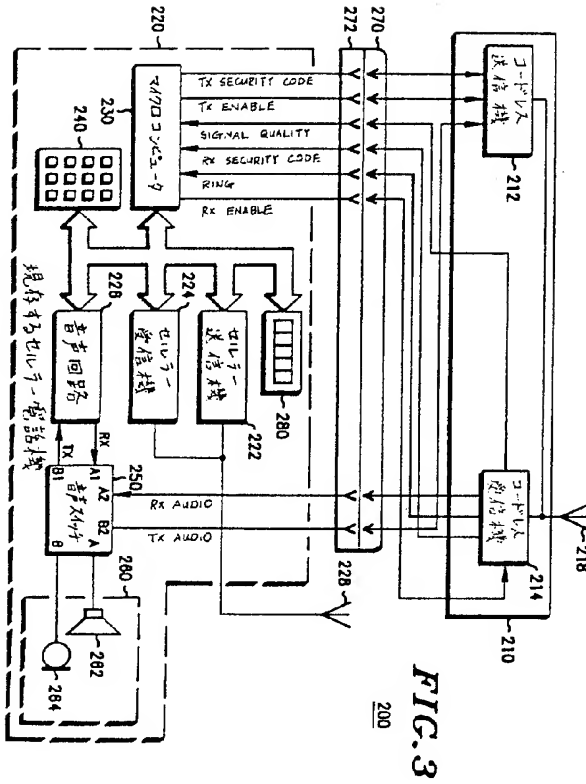 FIG.3
200
218
コードレス
送信機
212
コードレス
受信機
214
210
270
272
TX SECURITY CODE
TX ENABLE
SIGNAL QUALITY
RX SECURITY CODE
RING
RX ENABLE
RX AUDIO
TX AUDIO
228
220
マイクロコンピュータ
230
240
280
セルラー
送信機
222
セルラー
受信機
224
音声回路
226
RX
TX
A1
A2
B1
B2
A
B
音声スイッチ
250
260
262
264
現存するセルラー電話機